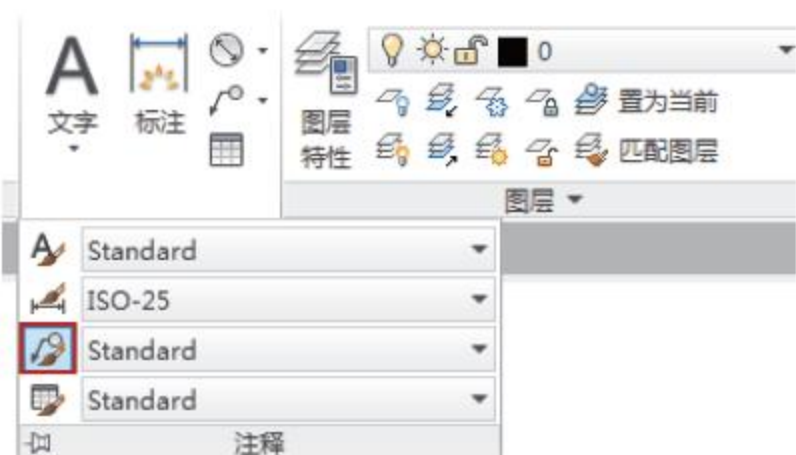 A
文字
标注
图层
特性
0
置为当前
匹配图层
图层
Standard
ISO-25
Standard
Standard
注释